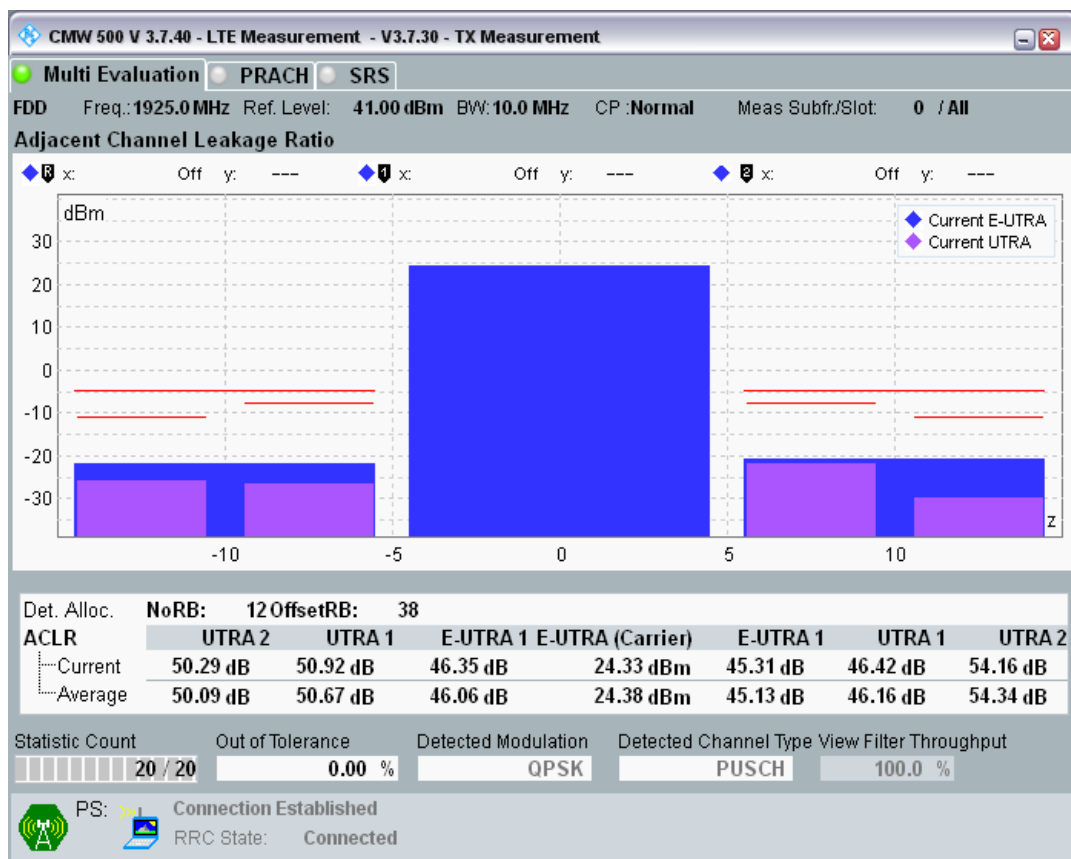 CMW 500 V 3.7.40 - LTE Measurement - V3.7.30 - TX Measurement
Multi Evaluation PRACH SRS
FDD Freq.: 1925.0 MHz Ref. Level: 41.00 dBm BW: 10.0 MHz CP :Normal Meas Subfr./Slot: 0 / All
Adjacent Channel Leakage Ratio
R x: Off y: --- 1 x: Off y: --- 2 x: Off y: ---
dBm
Current E-UTRA
Current UTRA
30
20
10
0
-10
-20
-30
z
-10 -5 0 5 10
Det. Alloc. NoRB: 12 OffsetRB: 38
ACLR UTRA 2 UTRA 1 E-UTRA 1 E-UTRA (Carrier) E-UTRA 1 UTRA 1 UTRA 2
Current 50.29 dB 50.92 dB 46.35 dB 24.33 dBm 45.31 dB 46.42 dB 54.16 dB
Average 50.09 dB 50.67 dB 46.06 dB 24.38 dBm 45.13 dB 46.16 dB 54.34 dB
Statistic Count Out of Tolerance Detected Modulation Detected Channel Type View Filter Throughput
20 / 20 0.00 % QPSK PUSCH 100.0 %
PS: Connection Established
RRC State: Connected